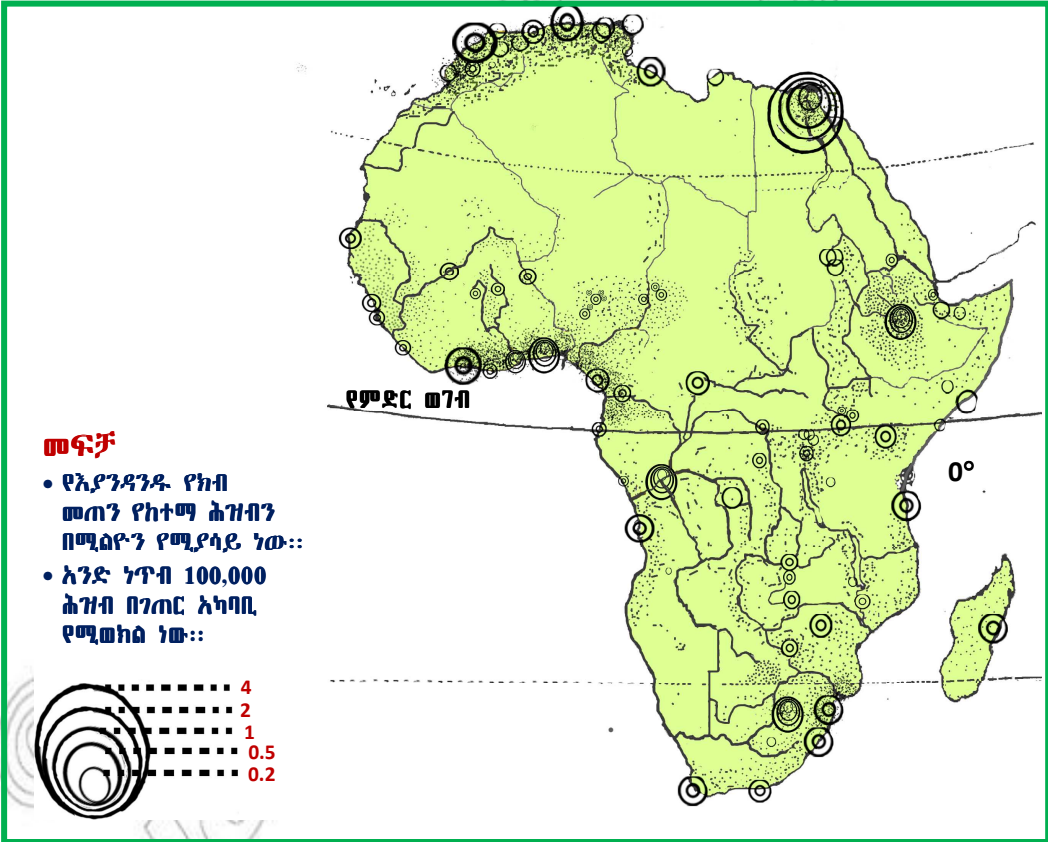 የምድር ወገብ
0°
መፍቻ
• የእያንዳንዱ የክብ
መጠን የከተማ ሕዝብን
በሚልዮን የሚያሳይ ነው።
• አንድ ነጥብ 100,000
ሕዝብ በገጠር አካባቢ
የሚወክል ነው።
4
2
1
0.5
0.2